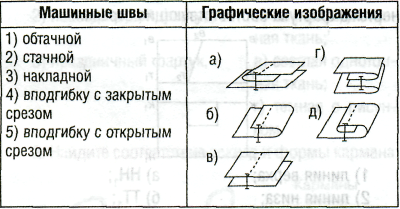 Машинные швы
Графические изображения
1) обтачной
2) стачной
3) накладной
4) вподгибку с закрытым
срезом
5) вподгибку с открытым
срезом
а)
г)
б)
д)
в)